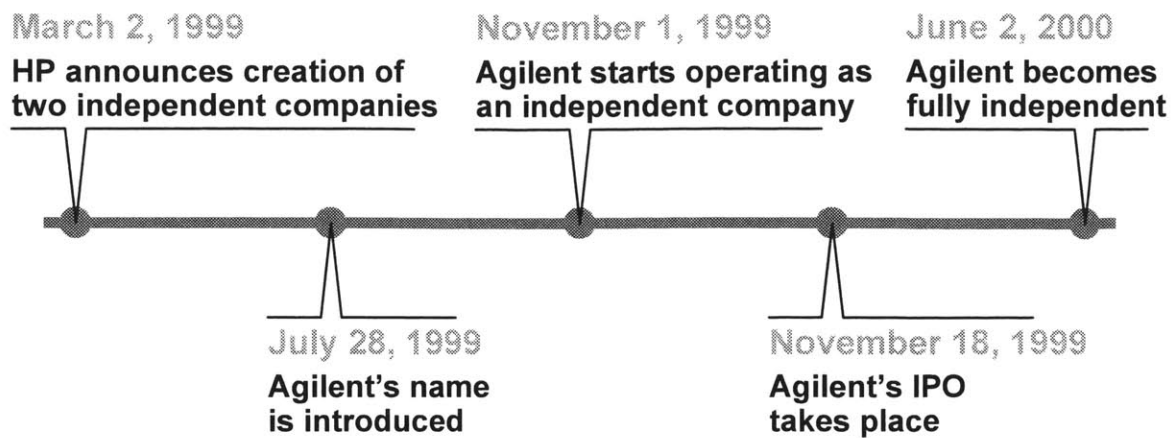 March 2, 1999
HP announces creation of
two independent companies
July 28, 1999
Agilent's name
is introduced
November 1, 1999
Agilent starts operating as
an independent company
November 18, 1999
Agilent's IPO
takes place
June 2, 2000
Agilent becomes
fully independent